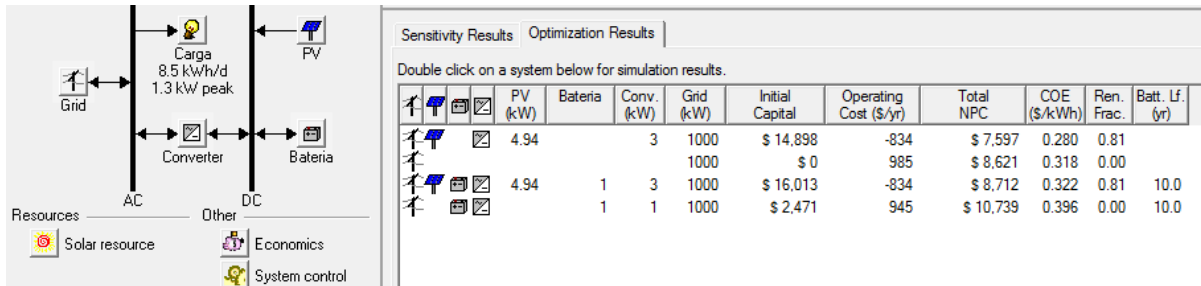 Carga
8.5 kWh/d
1.3 kW peak
PV
Grid
Converter
Bateria
AC
DC
Resources
Other
Solar resource
Economics
System control
Sensitivity Results
Optimization Results
Double click on a system below for simulation results.
PV (kW) Bateria Conv. (kW) Grid (kW) Initial Capital Operating Cost ($/yr) Total NPC COE ($/kWh) Ren. Frac. Batt. Lf. (yr)
4.94 3 1000 $ 14,898 -834 $ 7,597 0.280 0.81
1000 $ 0 985 $ 8,621 0.318 0.00
4.94 1 3 1000 $ 16,013 -834 $ 8,712 0.322 0.81 10.0
1 1 1000 $ 2,471 945 $ 10,739 0.396 0.00 10.0